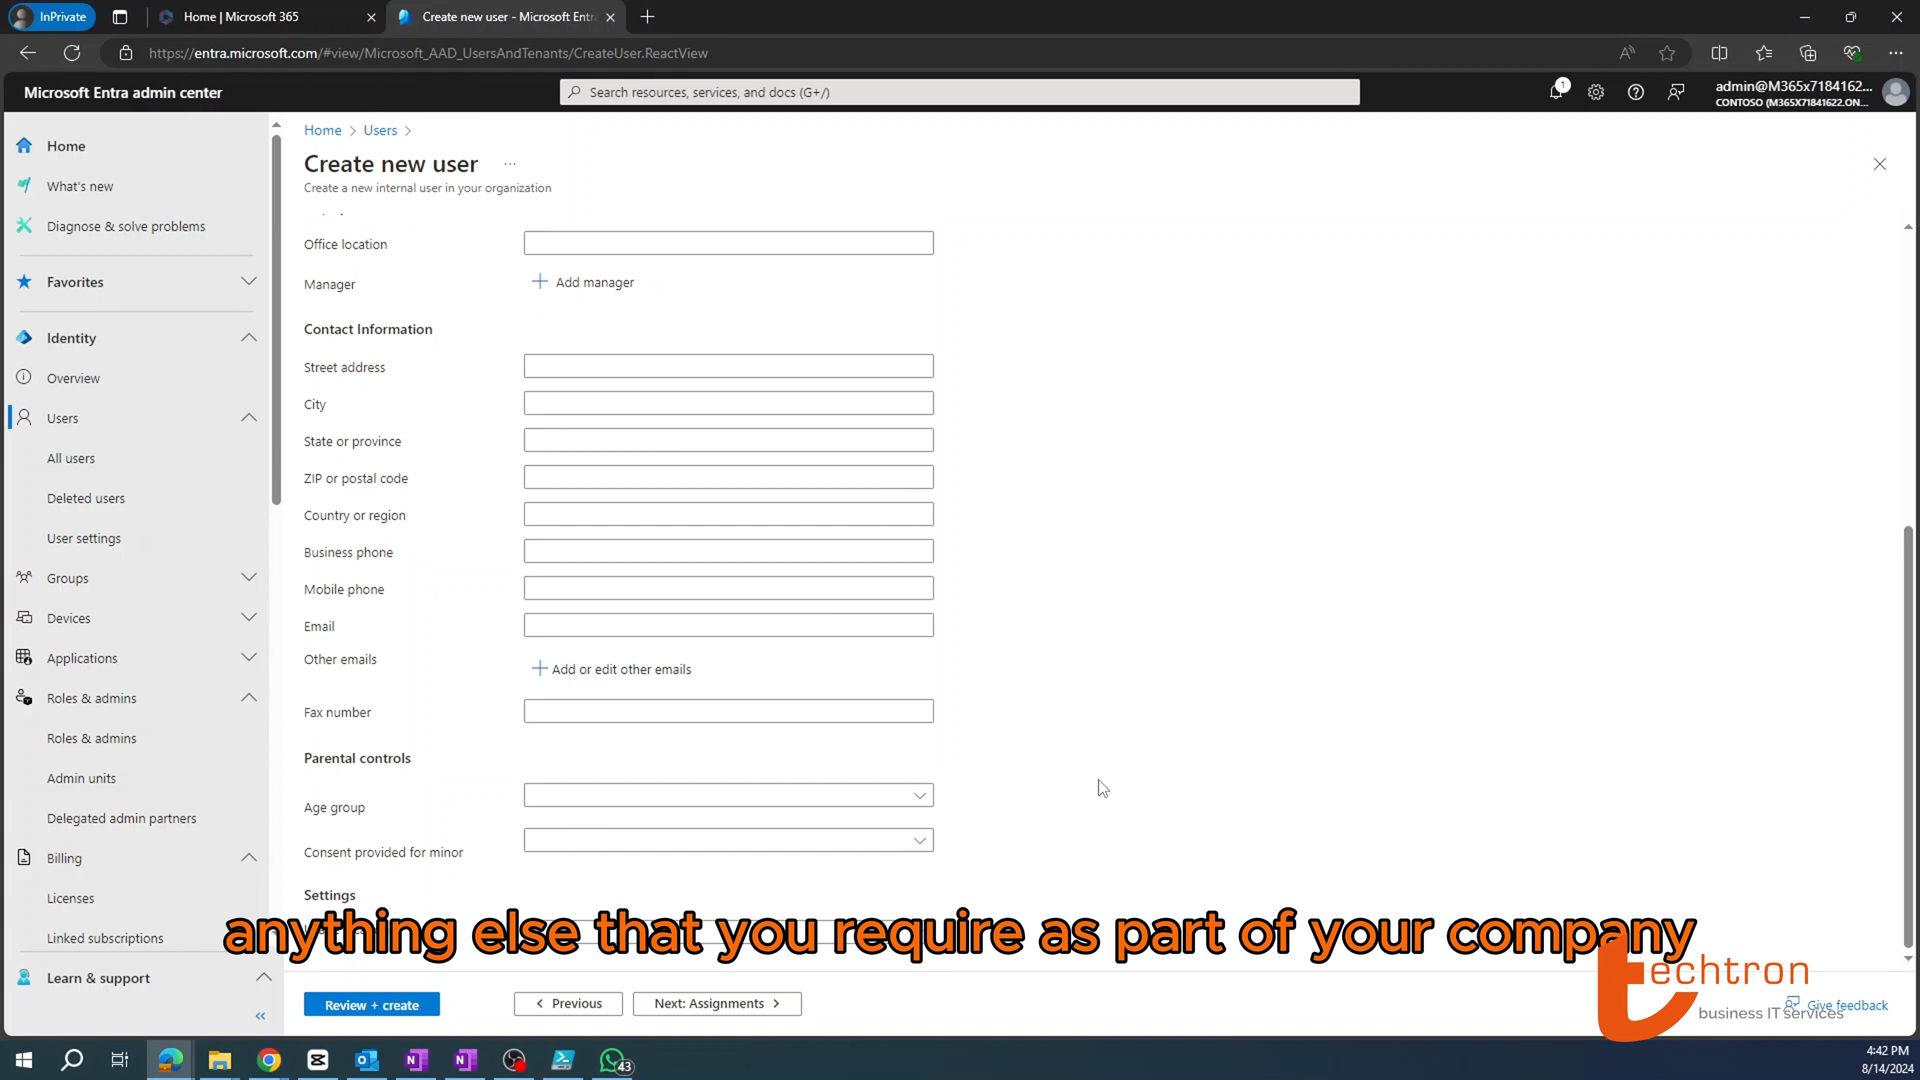 InPrivate
Home | Microsoft 365
Create new user - Microsoft Entr
https://entra.microsoft.com/#view/Microsoft_AAD_UsersAndTenants/CreateUser.ReactView
Microsoft Entra admin center
Search resources, services, and docs (G+/)
1
admin@M365x7184162...
CONTOSO (M365X71841622.ON...
Home
What's new
Diagnose & solve problems
Favorites
Identity
Overview
Users
All users
Deleted users
User settings
Groups
Devices
Applications
Roles & admins
Roles & admins
Admin units
Delegated admin partners
Billing
Licenses
Linked subscriptions
Learn & support
Home > Users >
Create new user ...
Create a new internal user in your organization
Office location
Manager
Add manager
Contact Information
Street address
City
State or province
ZIP or postal code
Country or region
Business phone
Mobile phone
Email
Other emails
Add or edit other emails
Fax number
Parental controls
Age group
Consent provided for minor
Settings
anything else that you require as part of your company
Review + create
< Previous
Next: Assignments >
techtron
business IT services
Give feedback
43
4:42 PM
8/14/2024